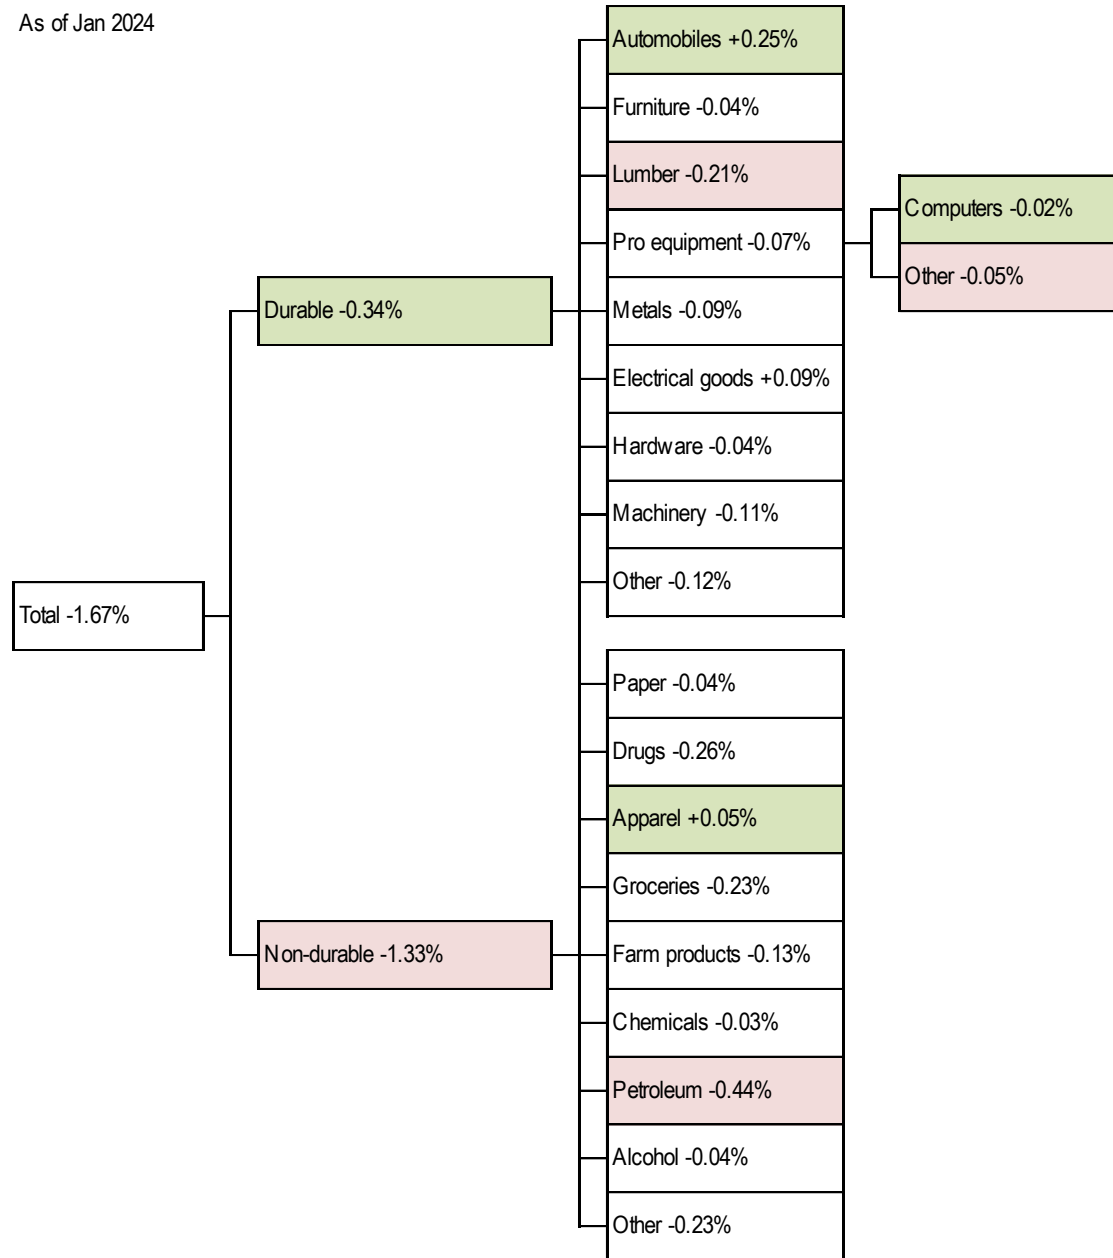 As of Jan 2024
Automobiles +0.25%
Furniture -0.04%
Lumber -0.21%
Pro equipment -0.07%
Computers -0.02%
Other -0.05%
Durable -0.34%
Metals -0.09%
Electrical goods +0.09%
Hardware -0.04%
Machinery -0.11%
Other -0.12%
Total -1.67%
Paper -0.04%
Drugs -0.26%
Apparel +0.05%
Groceries -0.23%
Non-durable -1.33%
Farm products -0.13%
Chemicals -0.03%
Petroleum -0.44%
Alcohol -0.04%
Other -0.23%